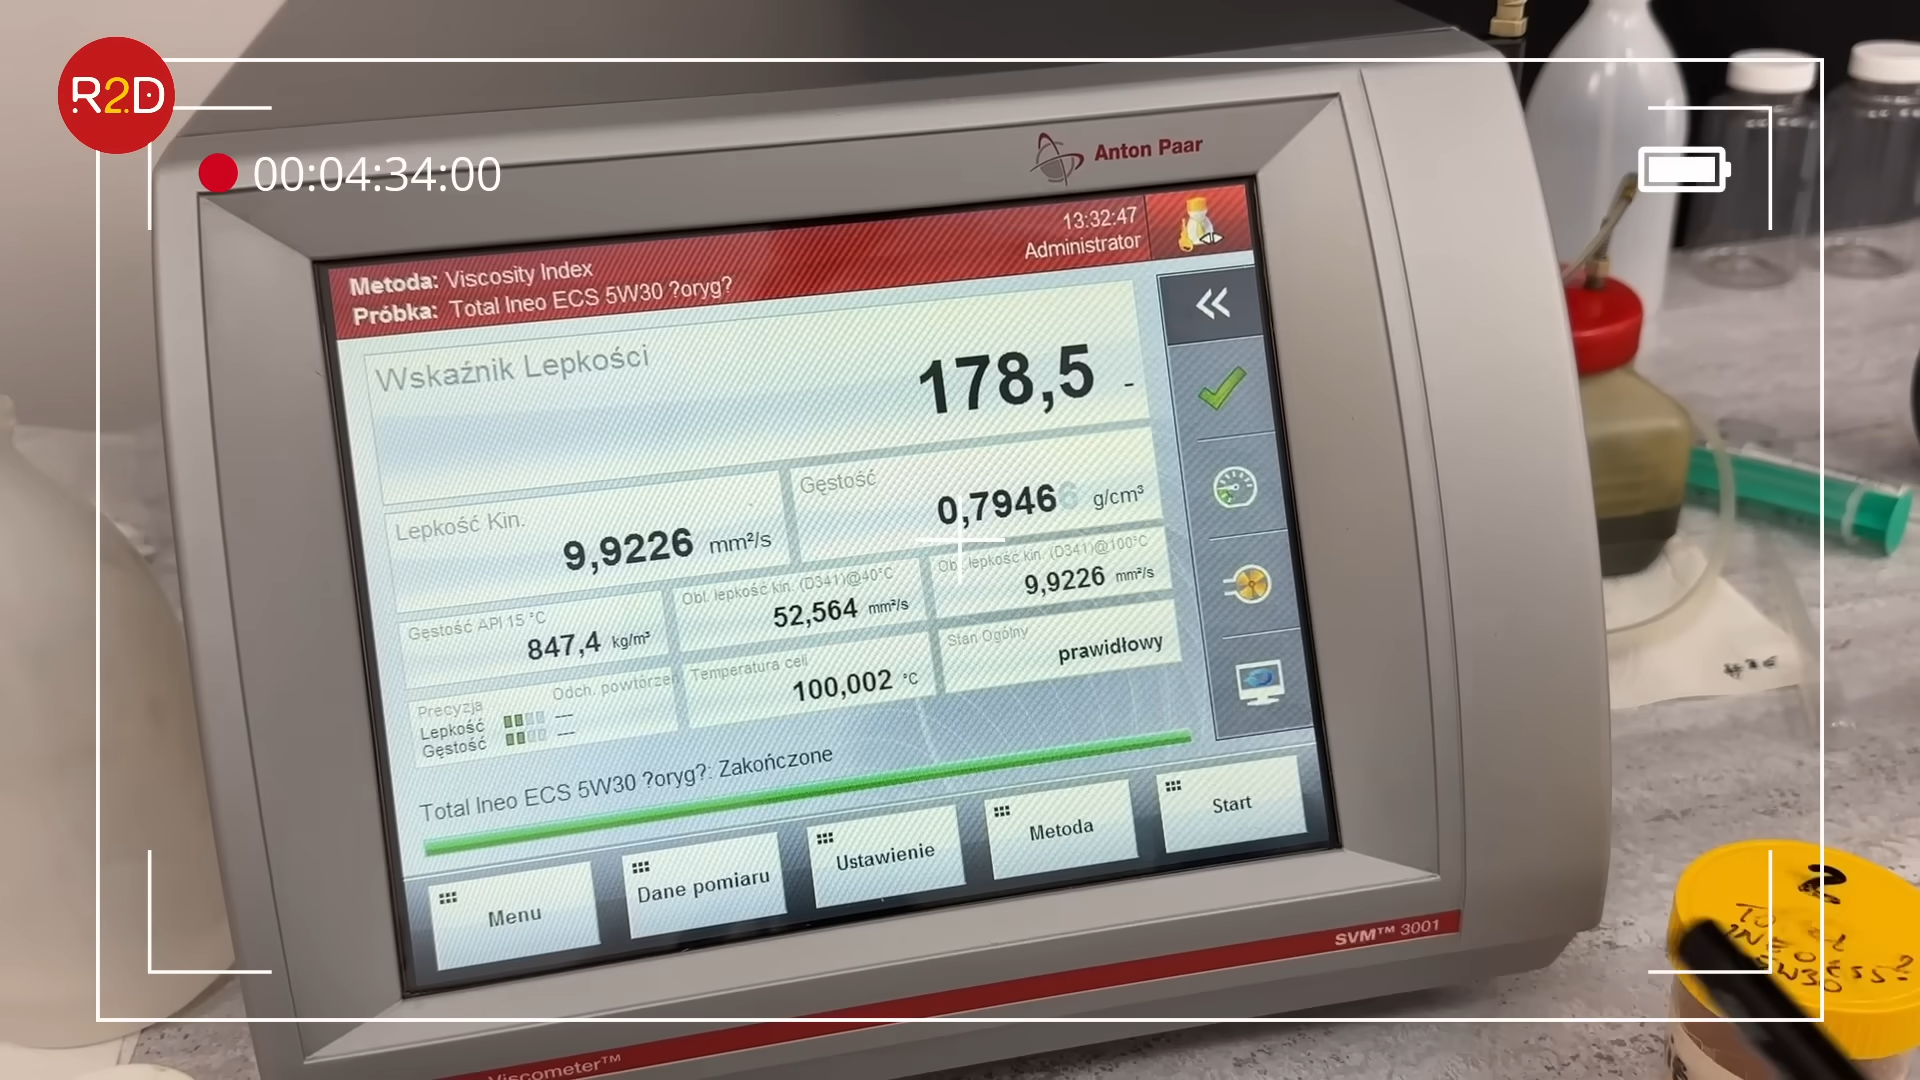 R2D
00:04:34:00
Anton Paar
13:32:47
Administrator
Metoda: Viscosity Index
Próbka: Total Ineo ECS 5W30 ?oryg?
Wskaźnik Lepkości
178,5 -
Lepkość Kin.
9,9226 mm²/s
Gęstość
0,7946 g/cm³
Gęstość API 15 °C
847,4 kg/m³
Obl. lepkość kin. (D341)@40°C
52,564 mm²/s
Obl. lepkość kin. (D341)@100°C
9,9226 mm²/s
Precyzja
Odch. powtórzeń
Lepkość ---
Gęstość ---
Temperatura celi
100,002 °C
Stan Ogólny
prawidłowy
Total Ineo ECS 5W30 ?oryg?: Zakończone
Menu
Dane pomiaru
Ustawienie
Metoda
Start
SVM™ 3001
Viscometer™
2